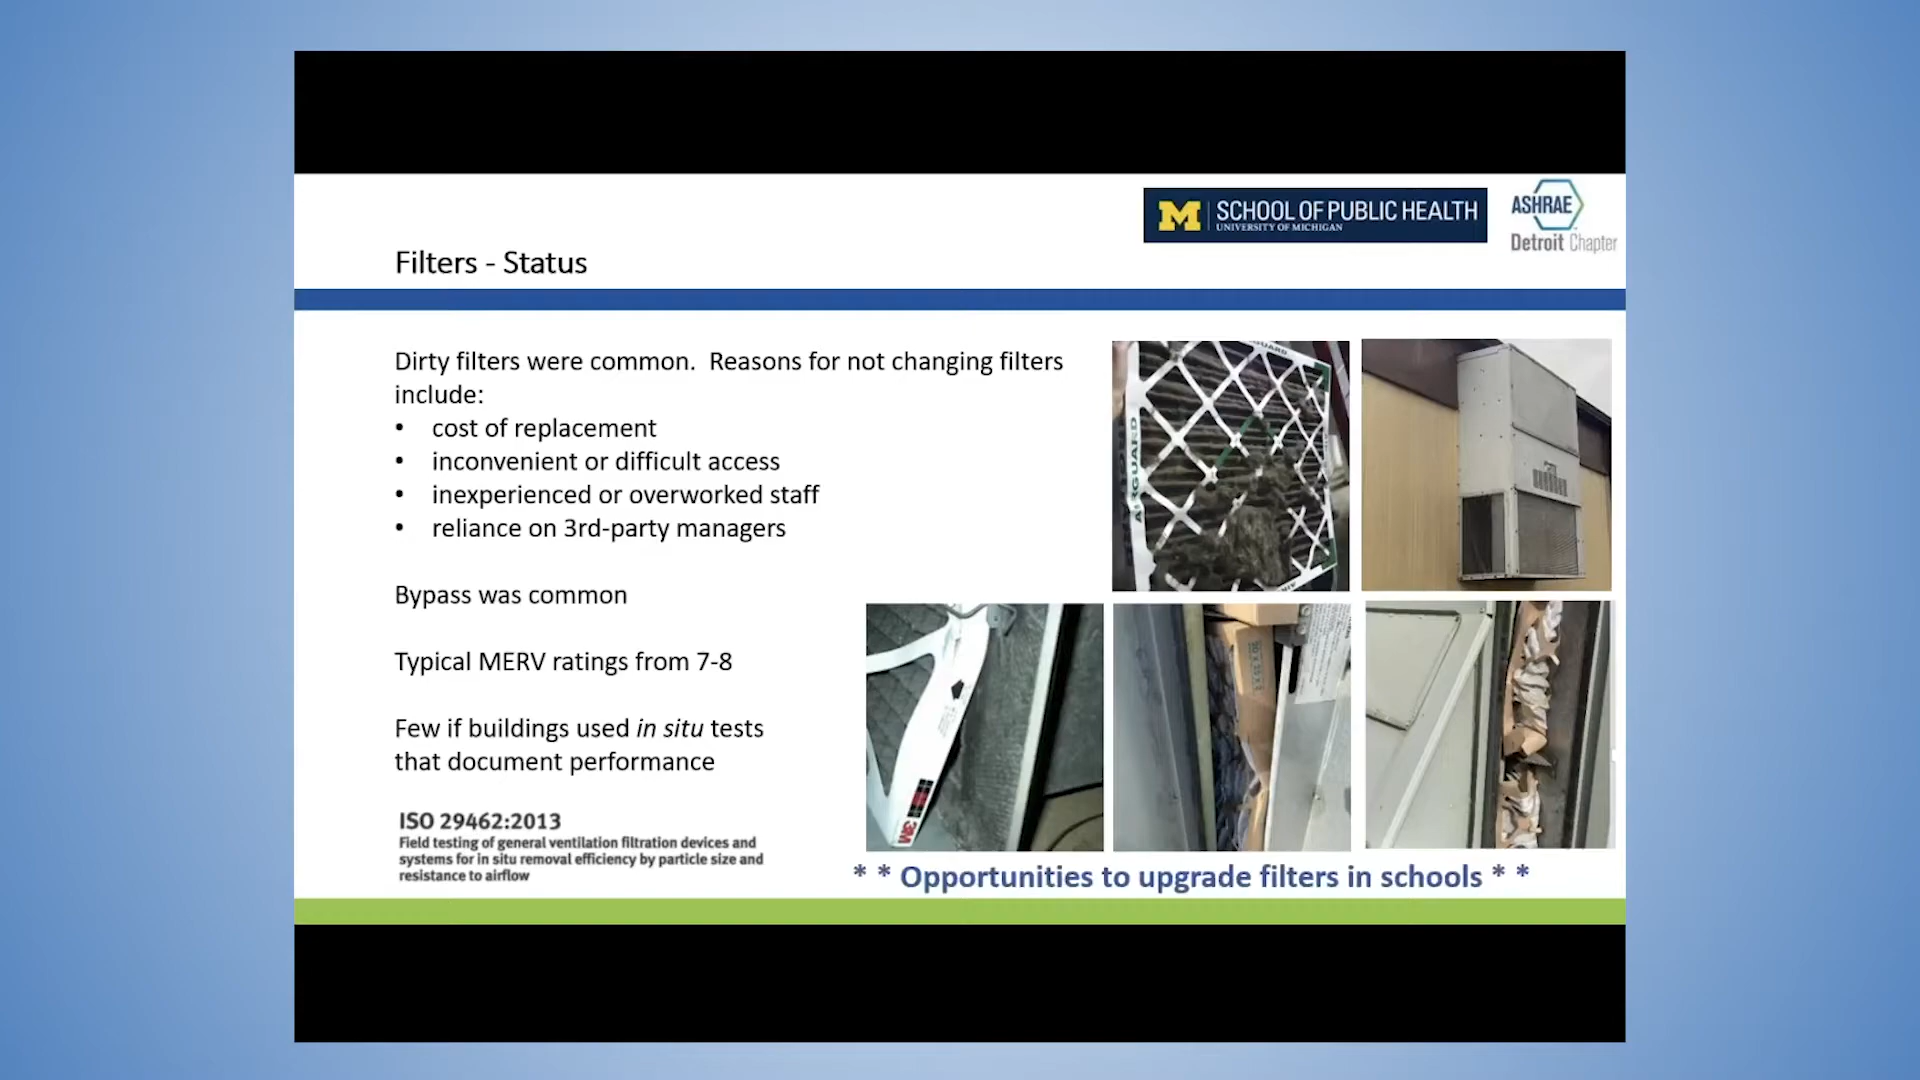 M SCHOOL OF PUBLIC HEALTH
UNIVERSITY OF MICHIGAN
ASHRAE
Detroit Chapter
Filters - Status
Dirty filters were common. Reasons for not changing filters
include:
• cost of replacement
• inconvenient or difficult access
• inexperienced or overworked staff
• reliance on 3rd-party managers
Bypass was common
Typical MERV ratings from 7-8
Few if buildings used in situ tests
that document performance
ISO 29462:2013
Field testing of general ventilation filtration devices and
systems for in situ removal efficiency by particle size and
resistance to airflow
AIRGUARD
3M
* * Opportunities to upgrade filters in schools * *